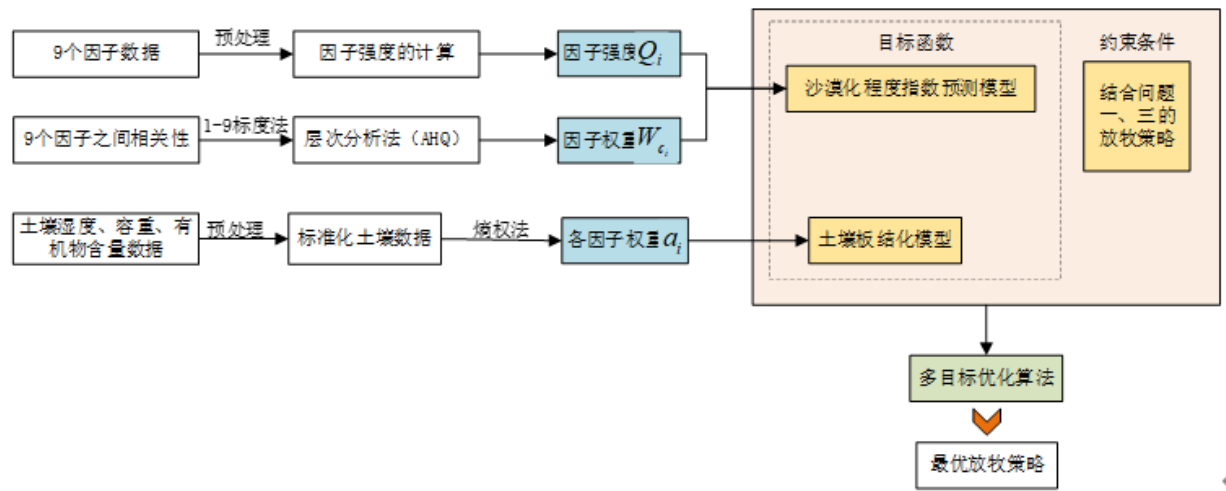 目标函数
约束条件
9个因子数据
预处理
因子强度的计算
因子强度Qi
沙漠化程度指数预测模型
结合问题
一、三的
放牧策略
9个因子之间相关性
1-9标度法
层次分析法（AHQ）
因子权重Wci
土壤湿度、容重、有
机物含量数据
预处理
标准化土壤数据
熵权法
各因子权重ai
土壤板结化模型
多目标优化算法
最优放牧策略